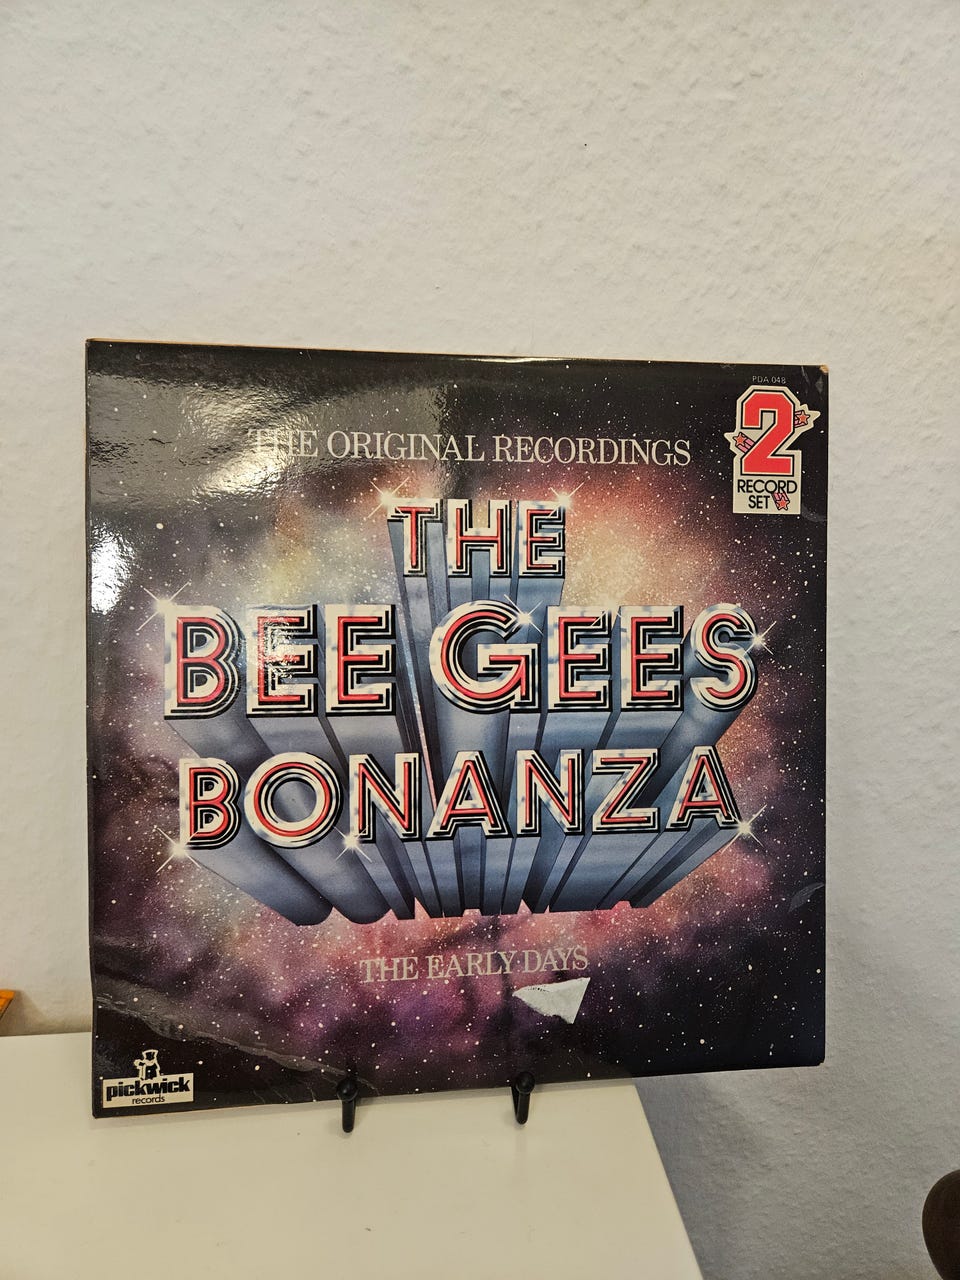 PDA 048
2
RECORD
SET
THE ORIGINAL RECORDINGS
THE
BEE GEES
BONANZA
THE EARLY DAYS
pickwick
records